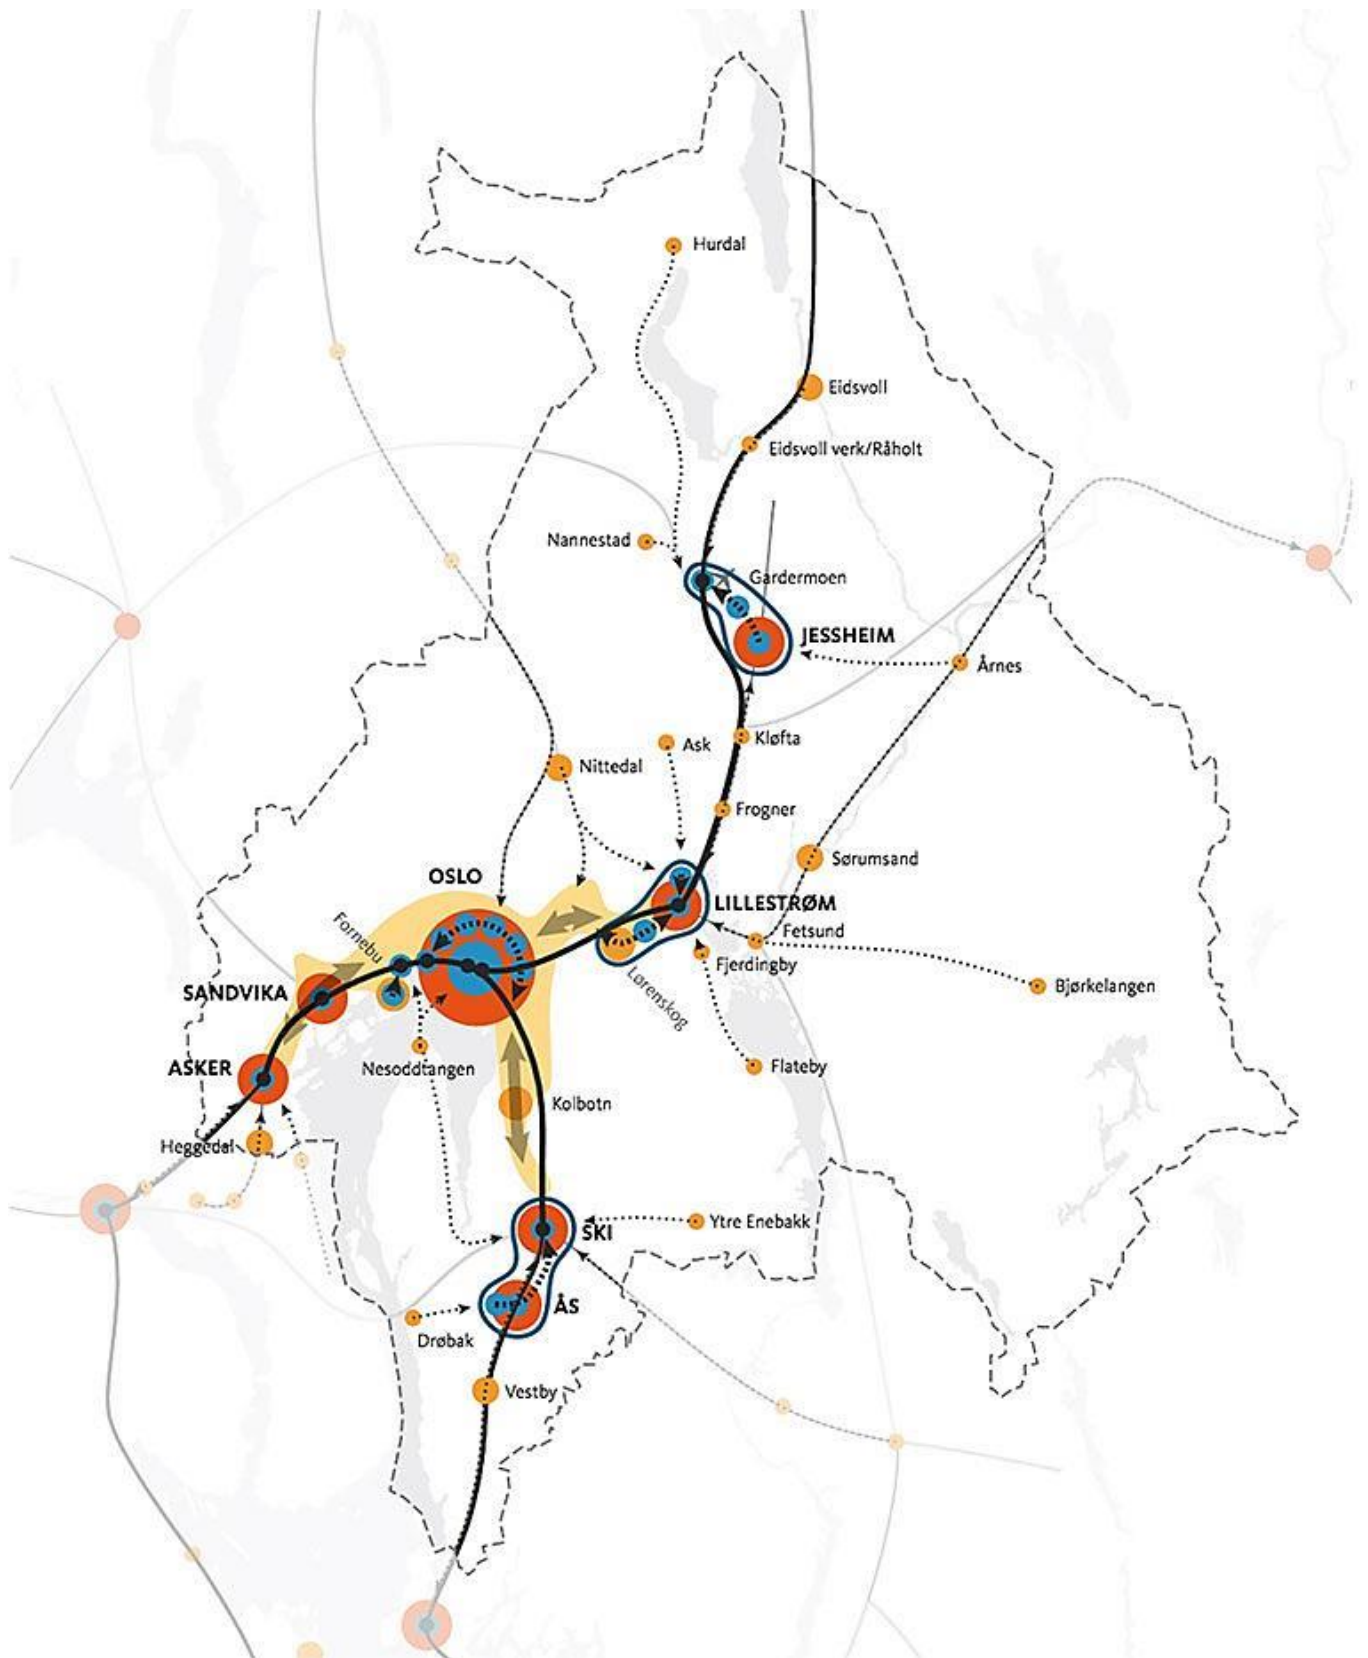 Hurdal
Eidsvoll
Eidsvoll verk/Råholt
Nannestad
Gardermoen
JESSHEIM
Årnes
Ask
Kløfta
Nittedal
Frogner
Sørumsand
OSLO
LILLESTRØM
Fornebu
Fetsund
Fjerdingby
Lørenskog
Bjørkelangen
SANDVIKA
ASKER
Nesoddtangen
Flateby
Kolbotn
Heggedal
Ytre Enebakk
SKI
ÅS
Drøbak
Vestby